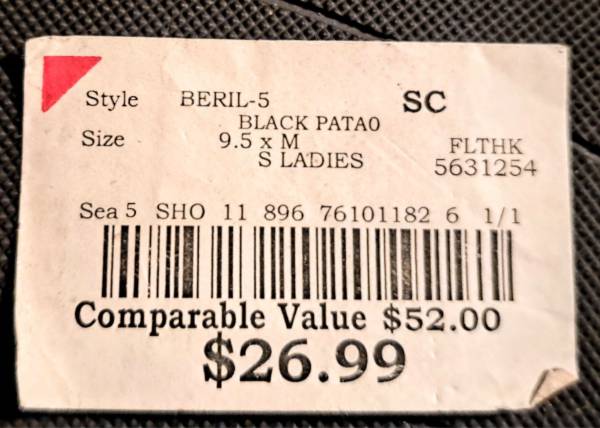 Style BERIL-5 SC
BLACK PATA0
Size 9.5 x M FLTHK
S LADIES 5631254
Sea 5 SHO 11 896 76101182 6 1/1
Comparable Value $52.00
$26.99